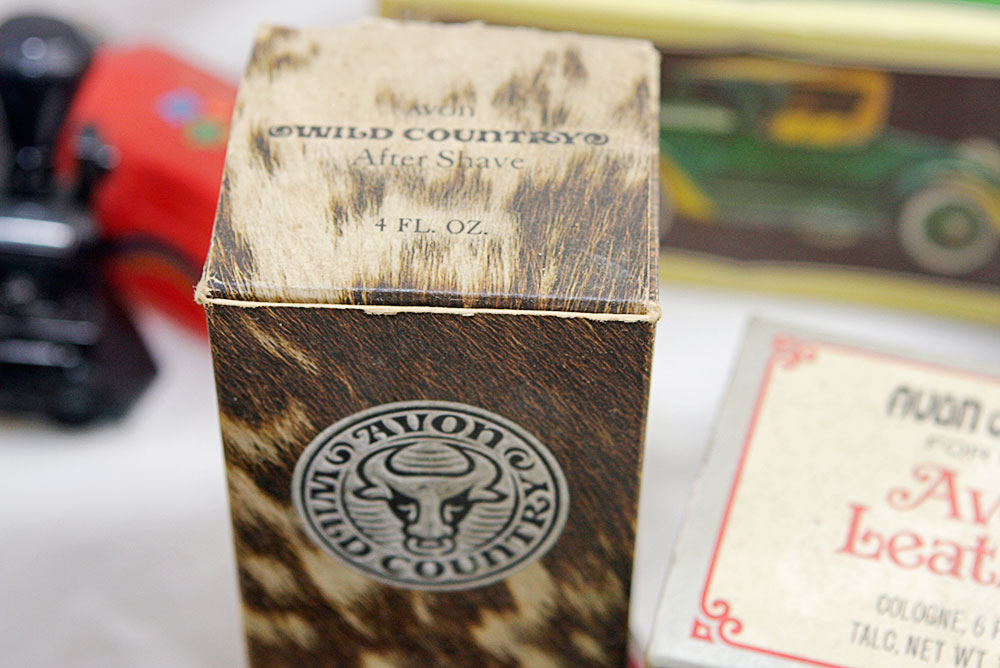 Avon
WILD COUNTRY
After Shave
4 FL. OZ.
AVON
WILD COUNTRY
AVON
FOR
Av
Leat
COLOGNE, 6 F
TALC, NET WT